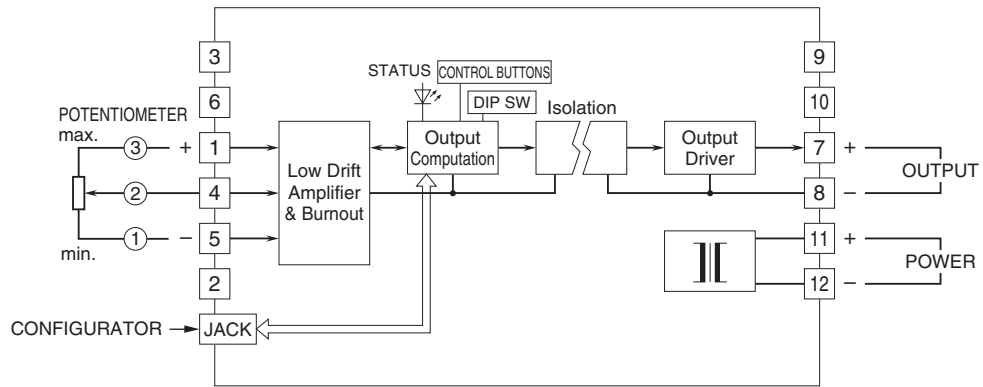 3
9
STATUS
CONTROL BUTTONS
6
DIP SW
Isolation
10
POTENTIOMETER
max.
3
+
1
Low Drift
Amplifier
& Burnout
Output
Computation
Output
Driver
7
+
OUTPUT
2
4
8
–
1
–
5
min.
11
+
POWER
2
12
–
CONFIGURATOR
JACK